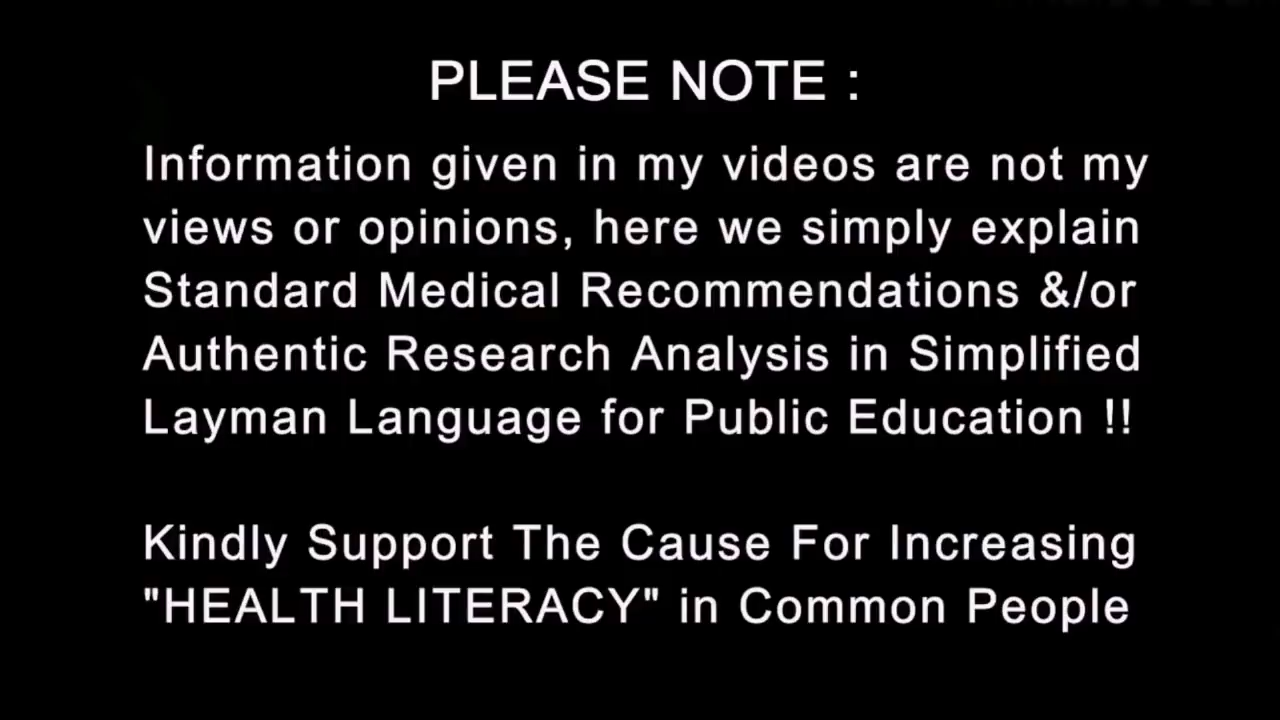 PLEASE NOTE :
Information given in my videos are not my
views or opinions, here we simply explain
Standard Medical Recommendations &/or
Authentic Research Analysis in Simplified
Layman Language for Public Education !!
Kindly Support The Cause For Increasing
"HEALTH LITERACY" in Common People